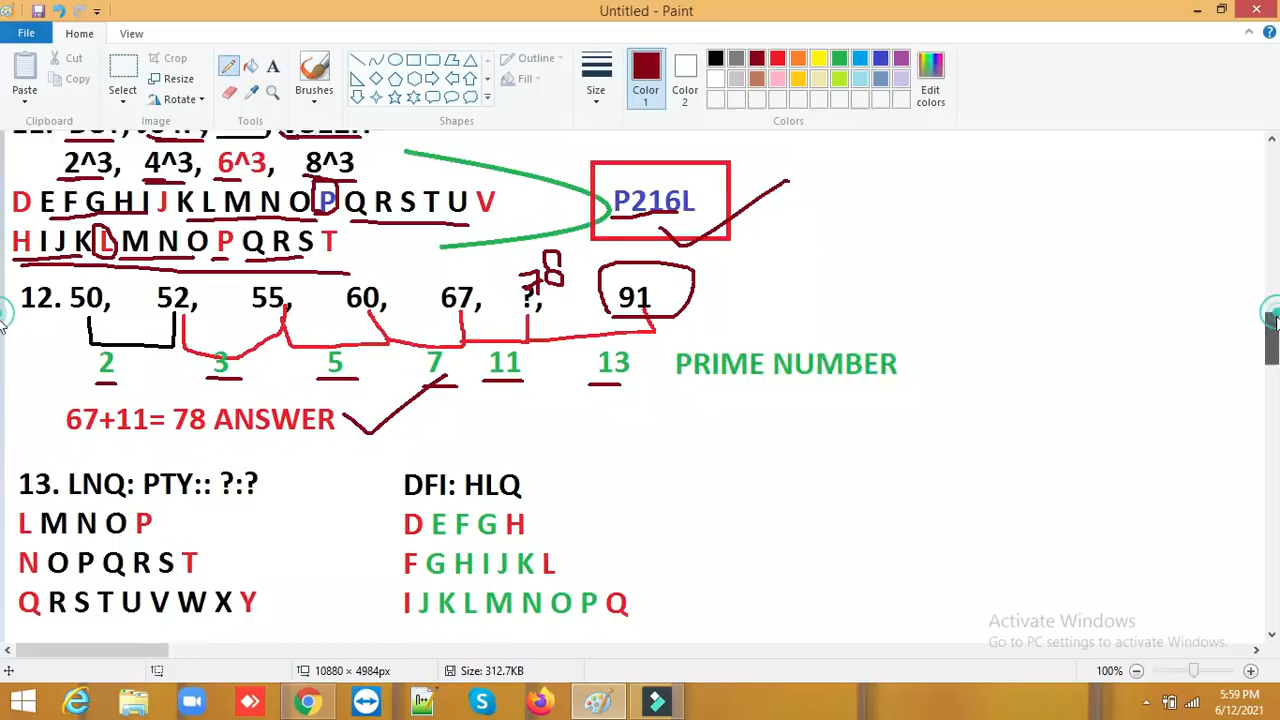 Untitled - Paint
File Home View
Paste
Cut
Copy
Clipboard
Select
Crop
Resize
Rotate
Image
A
Tools
Brushes
Outline
Fill
Shapes
Size
Color 1
Color 2
Edit colors
Colors
2^3, 4^3, 6^3, 8^3
D E F G H I J K L M N O P Q R S T U V
P216L
H I J K L M N O P Q R S T
78
12. 50, 52, 55, 60, 67, ?, 91
2 3 5 7 11 13 PRIME NUMBER
67+11= 78 ANSWER
13. LNQ: PTY:: ?:? DFI: HLQ
L M N O P D E F G H
N O P Q R S T F G H I J K L
Q R S T U V W X Y I J K L M N O P Q
Activate Windows
Go to PC settings to activate Windows.
10880 × 4984px
Size: 312.7KB
100%
5:59 PM
6/12/2021